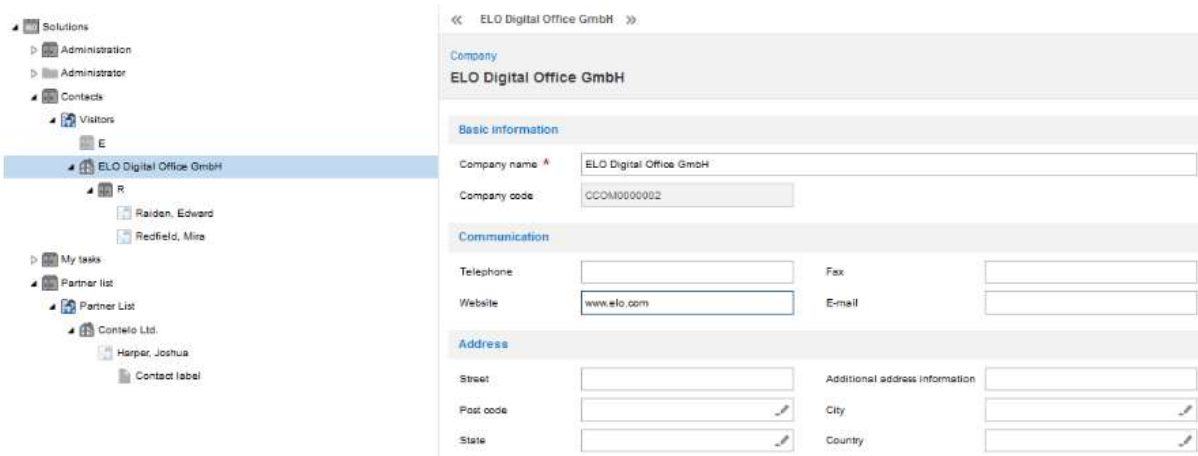 Solutions
Administration
Administrator
Contacts
Visitors
E
ELO Digital Office GmbH
R
Raiden, Edward
Redfield, Mira
My tasks
Partner list
Partner List
Contelo Ltd.
Harper, Joshua
Contact label
« ELO Digital Office GmbH »
Company
ELO Digital Office GmbH
Basic information
Company name * ELO Digital Office GmbH
Company code CCOM0000002
Communication
Telephone Fax
Website www.elo.com E-mail
Address
Street Additional address information
Post code City
State Country